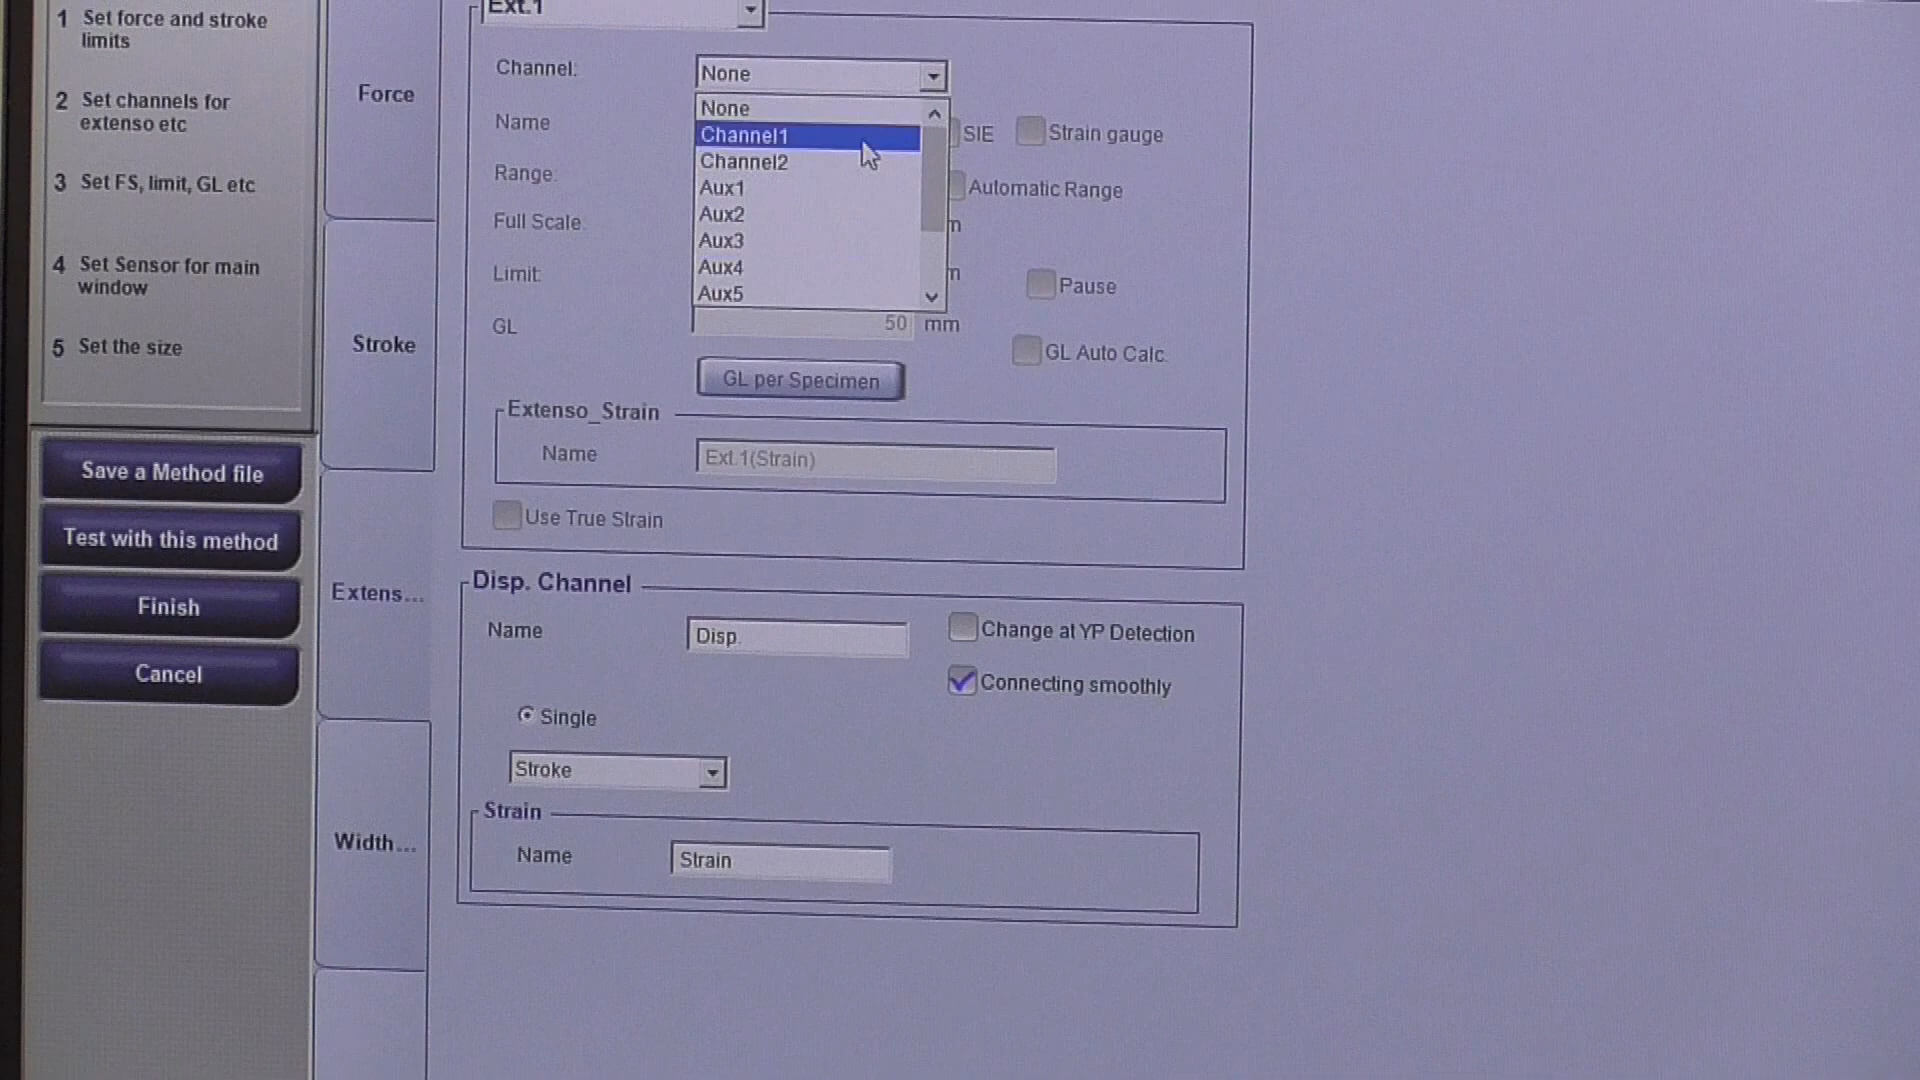 1 Set force and stroke
limits
2 Set channels for
extenso etc
3 Set FS, limit, GL etc
4 Set Sensor for main
window
5 Set the size
Save a Method file
Test with this method
Finish
Cancel
Force
Stroke
Extens...
Width...
Ext.1
Channel: None
None
Channel1
Channel2
Aux1
Aux2
Aux3
Aux4
Aux5
Name
SIE Strain gauge
Range:
Automatic Range
Full Scale:
Limit:
Pause
GL 50 mm
GL Auto Calc.
GL per Specimen
Extenso_Strain
Name Ext.1(Strain)
Use True Strain
Disp. Channel
Name Disp.
Change at YP Detection
Connecting smoothly
Single
Stroke
Strain
Name Strain